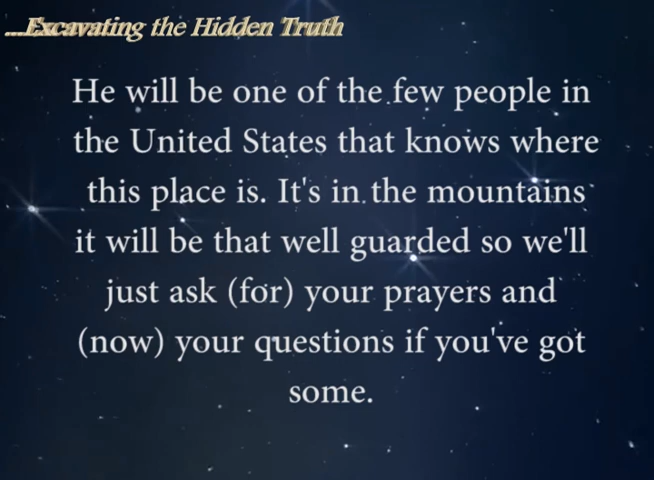 ...Excavating the Hidden Truth
He will be one of the few people in
the United States that knows where
this place is. It's in the mountains
it will be that well guarded so we'll
just ask (for) your prayers and
(now) your questions if you've got
some.